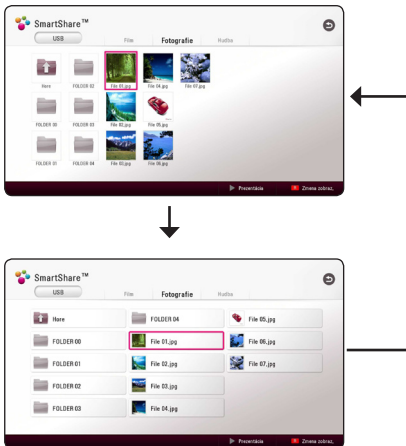 SmartShare™
USB
Film
Fotografie
Hudba
Hore
FOLDER 02
File 01.jpg
File 04.jpg
File 07.jpg
FOLDER 00
FOLDER 03
File 02.jpg
File 05.jpg
FOLDER 01
FOLDER 04
File 03.jpg
File 06.jpg
Prezentácia
Zmena zobraz.
SmartShare™
USB
Film
Fotografie
Hudba
Hore
FOLDER 04
File 05.jpg
FOLDER 00
File 01.jpg
File 06.jpg
FOLDER 01
File 02.jpg
File 07.jpg
FOLDER 02
File 03.jpg
FOLDER 03
File 04.jpg
Prezentácia
Zmena zobraz.